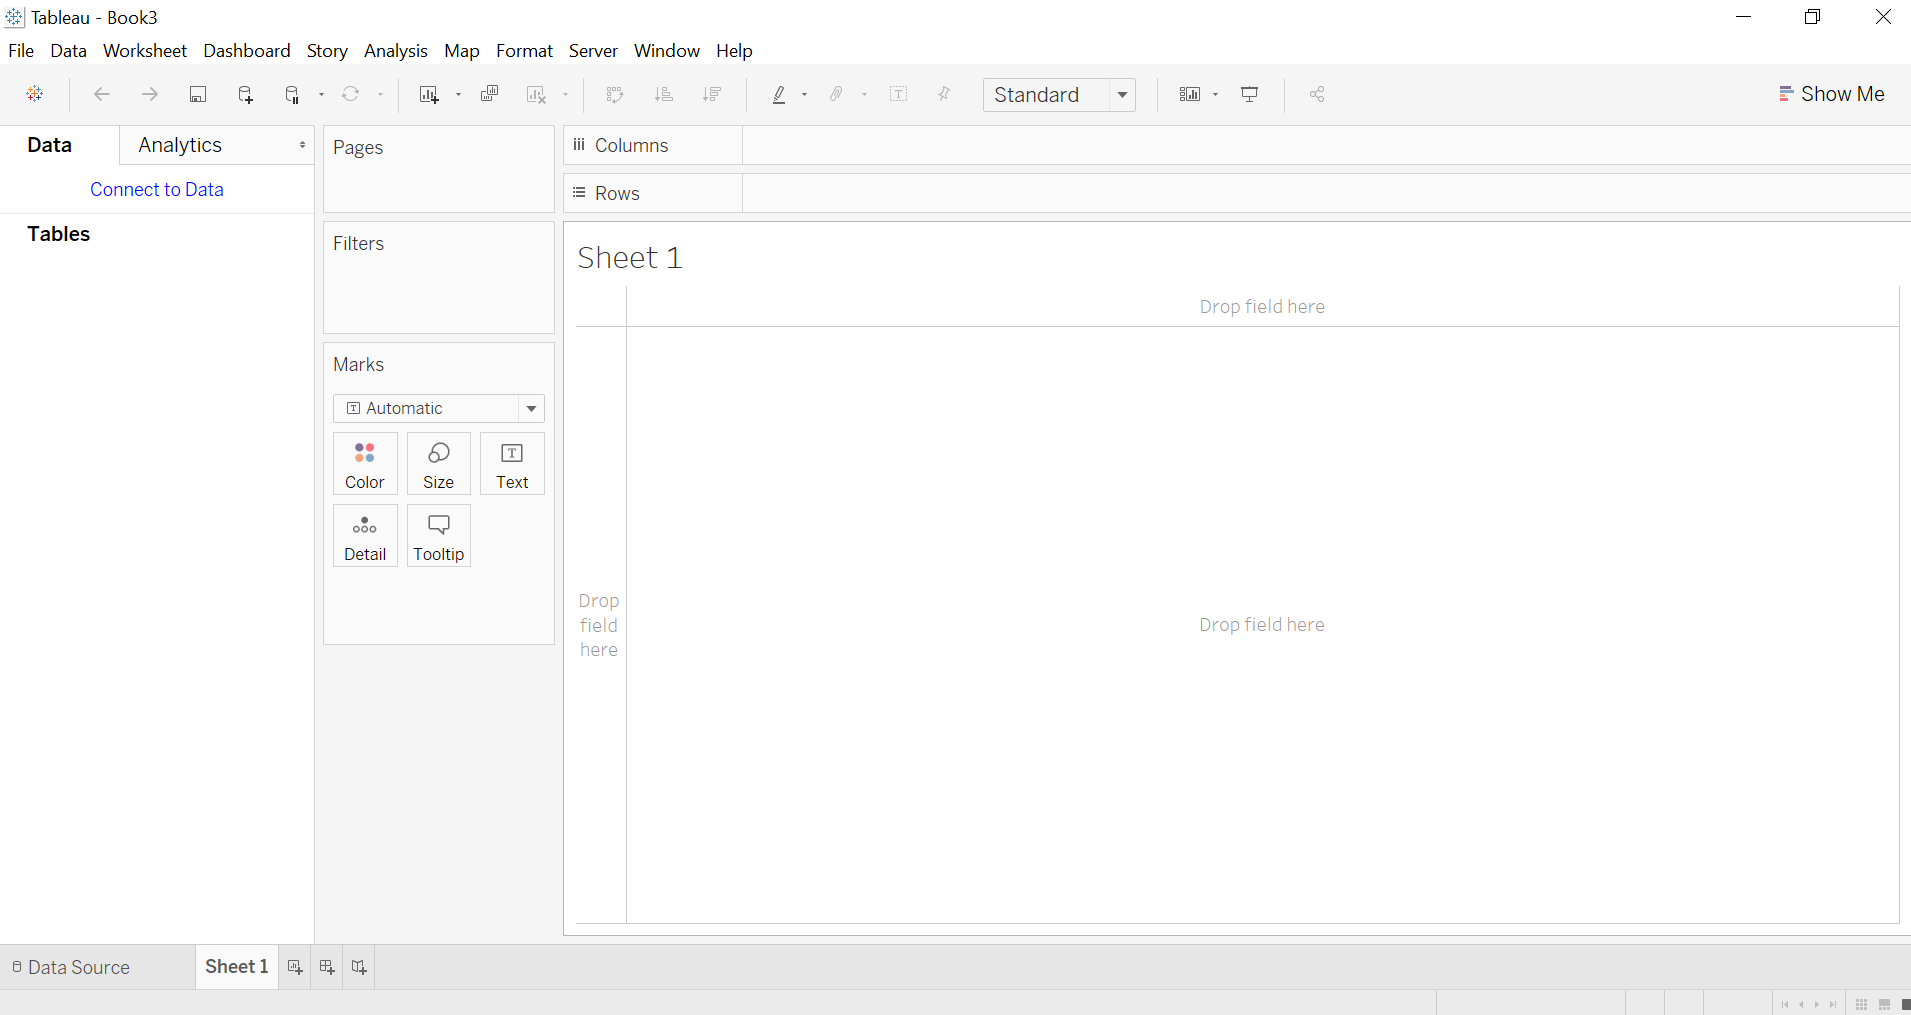 Tableau - Book3
File Data Worksheet Dashboard Story Analysis Map Format Server Window Help
Standard
Show Me
Data
Analytics
Connect to Data
Tables
Pages
Filters
Marks
Automatic
Color
Size
Text
Detail
Tooltip
Columns
Rows
Sheet 1
Drop field here
Drop
field
here
Drop field here
Data Source
Sheet 1